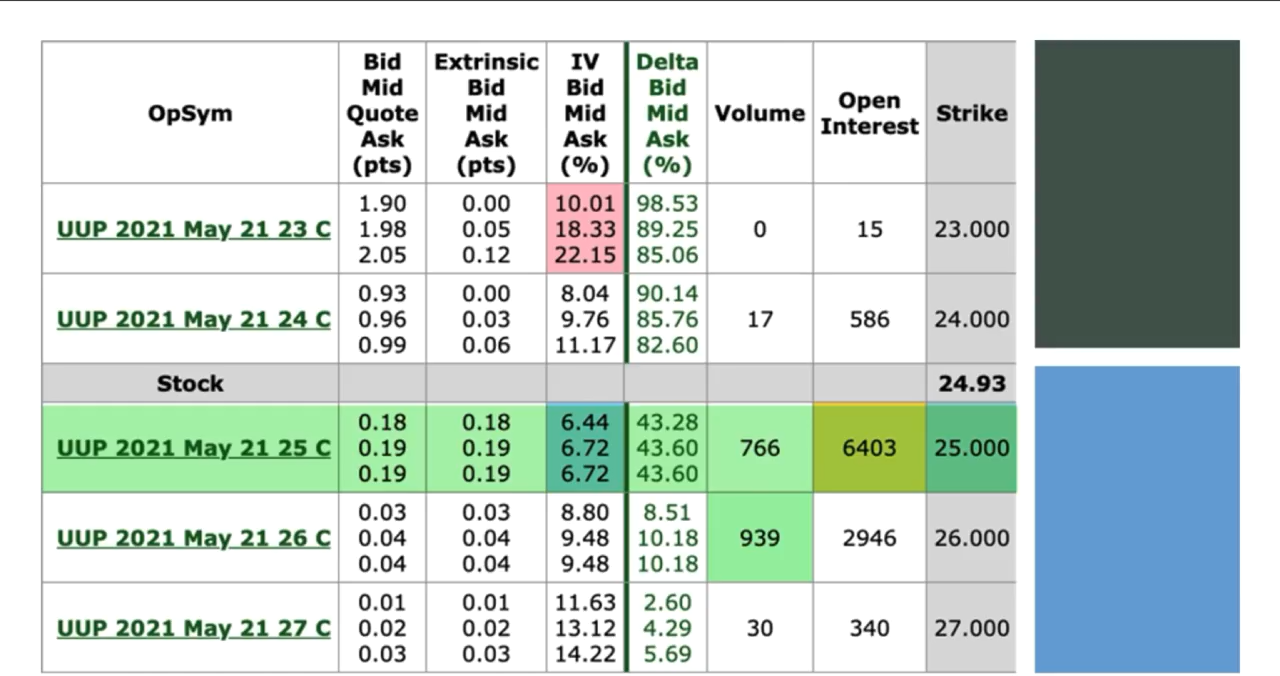 OpSym
Bid
Mid
Quote
Ask
(pts)
Extrinsic
Bid
Mid
Ask
(pts)
IV
Bid
Mid
Ask
(%)
Delta
Bid
Mid
Ask
(%)
Volume
Open
Interest
Strike
UUP 2021 May 21 23 C
1.90
1.98
2.05
0.00
0.05
0.12
10.01
18.33
22.15
98.53
89.25
85.06
0
15
23.000
UUP 2021 May 21 24 C
0.93
0.96
0.99
0.00
0.03
0.06
8.04
9.76
11.17
90.14
85.76
82.60
17
586
24.000
Stock
24.93
UUP 2021 May 21 25 C
0.18
0.19
0.19
0.18
0.19
0.19
6.44
6.72
6.72
43.28
43.60
43.60
766
6403
25.000
UUP 2021 May 21 26 C
0.03
0.04
0.04
0.03
0.04
0.04
8.80
9.48
9.48
8.51
10.18
10.18
939
2946
26.000
UUP 2021 May 21 27 C
0.01
0.02
0.03
0.01
0.02
0.03
11.63
13.12
14.22
2.60
4.29
5.69
30
340
27.000